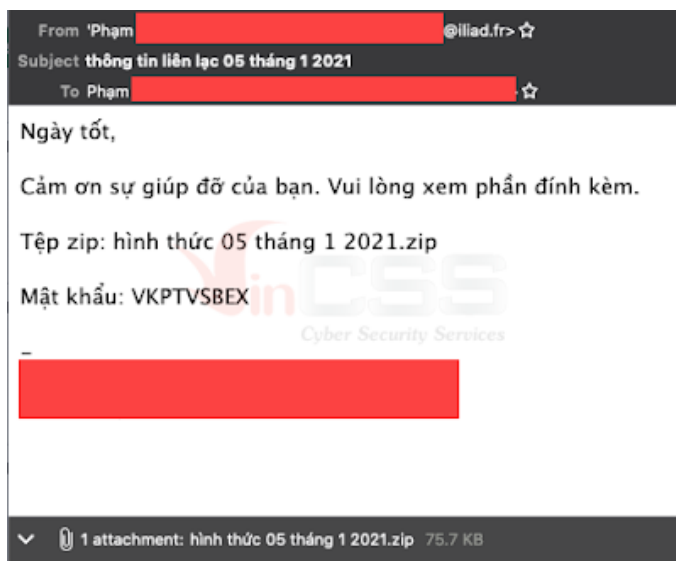 From 'Phạm @iliad.fr>
Subject thông tin liên lạc 05 tháng 1 2021
To Phạm
Ngày tốt,
Cảm ơn sự giúp đỡ của bạn. Vui lòng xem phần đính kèm.
Tệp zip: hình thức 05 tháng 1 2021.zip
Mật khẩu: VKPTVSBEX
VinCSS
Cyber Security Services
_
1 attachment: hình thức 05 tháng 1 2021.zip 75.7 KB